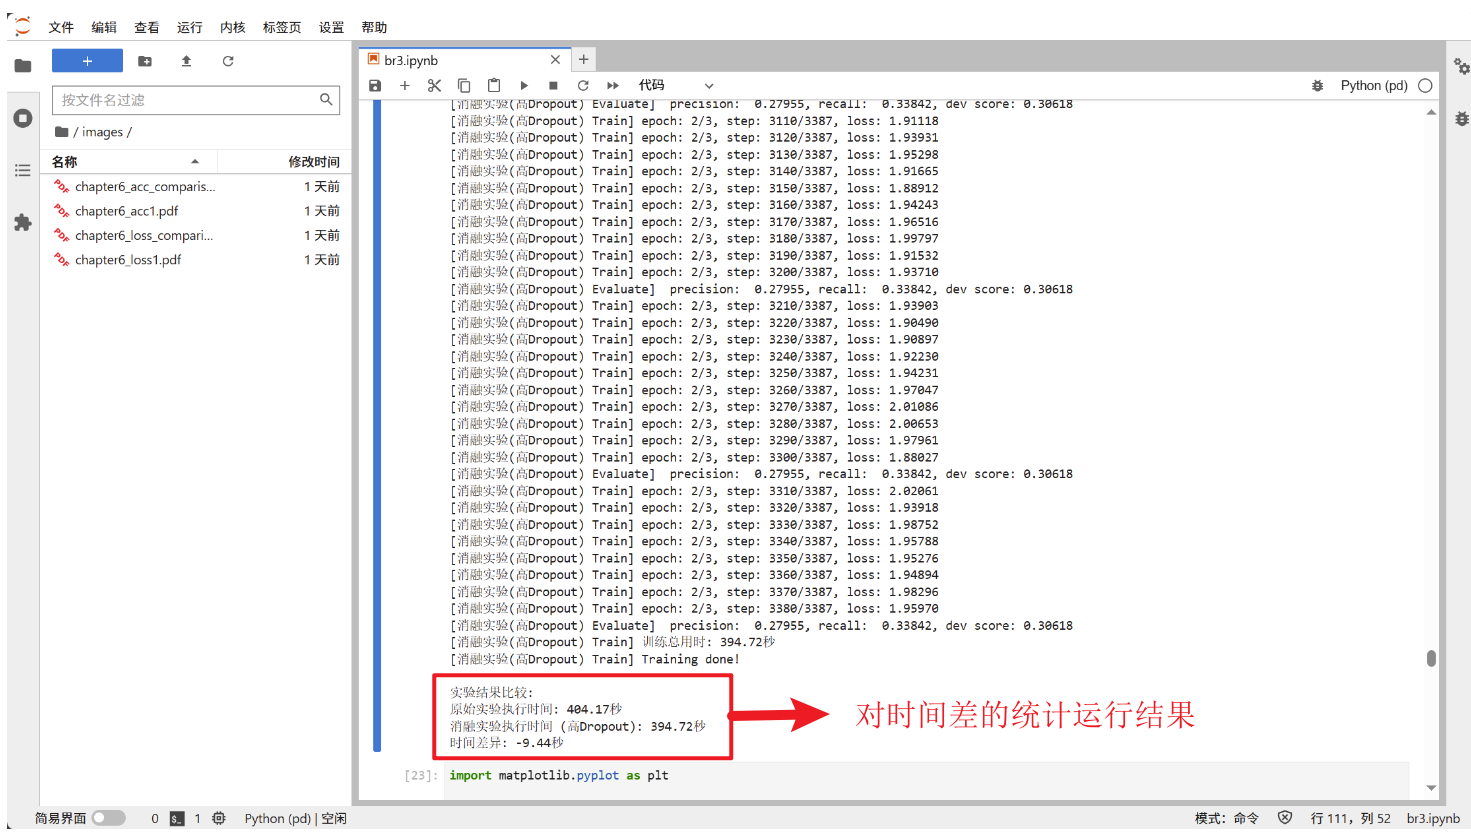 文件 编辑 查看 运行 内核 标签页 设置 帮助
+
按文件名过滤
/ images /
名称 修改时间
chapter6_acc_comparis... 1 天前
chapter6_acc1.pdf 1 天前
chapter6_loss_compari... 1 天前
chapter6_loss1.pdf 1 天前
br3.ipynb
代码 Python (pd)
[消融实验(高Dropout) Evaluate]  precision:  0.27955, recall:  0.33842, dev score: 0.30618
[消融实验(高Dropout) Train] epoch: 2/3, step: 3110/3387, loss: 1.91118
[消融实验(高Dropout) Train] epoch: 2/3, step: 3120/3387, loss: 1.93931
[消融实验(高Dropout) Train] epoch: 2/3, step: 3130/3387, loss: 1.95298
[消融实验(高Dropout) Train] epoch: 2/3, step: 3140/3387, loss: 1.91665
[消融实验(高Dropout) Train] epoch: 2/3, step: 3150/3387, loss: 1.88912
[消融实验(高Dropout) Train] epoch: 2/3, step: 3160/3387, loss: 1.94243
[消融实验(高Dropout) Train] epoch: 2/3, step: 3170/3387, loss: 1.96516
[消融实验(高Dropout) Train] epoch: 2/3, step: 3180/3387, loss: 1.99797
[消融实验(高Dropout) Train] epoch: 2/3, step: 3190/3387, loss: 1.91532
[消融实验(高Dropout) Train] epoch: 2/3, step: 3200/3387, loss: 1.93710
[消融实验(高Dropout) Evaluate]  precision:  0.27955, recall:  0.33842, dev score: 0.30618
[消融实验(高Dropout) Train] epoch: 2/3, step: 3210/3387, loss: 1.93903
[消融实验(高Dropout) Train] epoch: 2/3, step: 3220/3387, loss: 1.90490
[消融实验(高Dropout) Train] epoch: 2/3, step: 3230/3387, loss: 1.90897
[消融实验(高Dropout) Train] epoch: 2/3, step: 3240/3387, loss: 1.92230
[消融实验(高Dropout) Train] epoch: 2/3, step: 3250/3387, loss: 1.94231
[消融实验(高Dropout) Train] epoch: 2/3, step: 3260/3387, loss: 1.97047
[消融实验(高Dropout) Train] epoch: 2/3, step: 3270/3387, loss: 2.01086
[消融实验(高Dropout) Train] epoch: 2/3, step: 3280/3387, loss: 2.00653
[消融实验(高Dropout) Train] epoch: 2/3, step: 3290/3387, loss: 1.97961
[消融实验(高Dropout) Train] epoch: 2/3, step: 3300/3387, loss: 1.88027
[消融实验(高Dropout) Evaluate]  precision:  0.27955, recall:  0.33842, dev score: 0.30618
[消融实验(高Dropout) Train] epoch: 2/3, step: 3310/3387, loss: 2.02061
[消融实验(高Dropout) Train] epoch: 2/3, step: 3320/3387, loss: 1.93918
[消融实验(高Dropout) Train] epoch: 2/3, step: 3330/3387, loss: 1.98752
[消融实验(高Dropout) Train] epoch: 2/3, step: 3340/3387, loss: 1.95788
[消融实验(高Dropout) Train] epoch: 2/3, step: 3350/3387, loss: 1.95276
[消融实验(高Dropout) Train] epoch: 2/3, step: 3360/3387, loss: 1.94894
[消融实验(高Dropout) Train] epoch: 2/3, step: 3370/3387, loss: 1.98296
[消融实验(高Dropout) Train] epoch: 2/3, step: 3380/3387, loss: 1.95970
[消融实验(高Dropout) Evaluate]  precision:  0.27955, recall:  0.33842, dev score: 0.30618
[消融实验(高Dropout) Train] 训练总用时: 394.72秒
[消融实验(高Dropout) Train] Training done!
实验结果比较:
原始实验执行时间: 404.17秒
消融实验执行时间 (高Dropout): 394.72秒
时间差异: -9.44秒
对时间差的统计运行结果
[23]: import matplotlib.pyplot as plt
简易界面 0 $_ 1 Python (pd) | 空闲 模式: 命令 行 111, 列 52 br3.ipynb